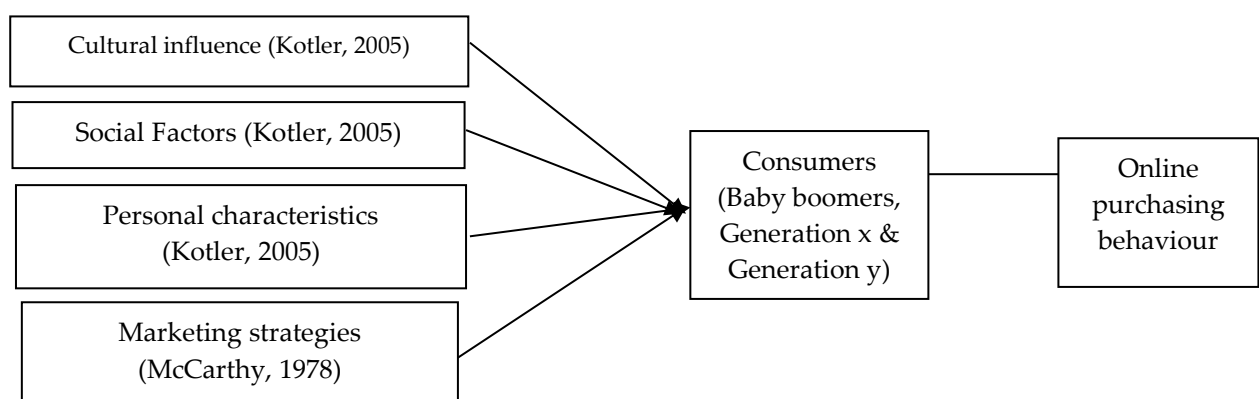 Cultural influence (Kotler, 2005)
Social Factors (Kotler, 2005)
Personal characteristics
(Kotler, 2005)
Marketing strategies
(McCarthy, 1978)
Consumers
(Baby boomers,
Generation x &
Generation y)
Online
purchasing
behaviour